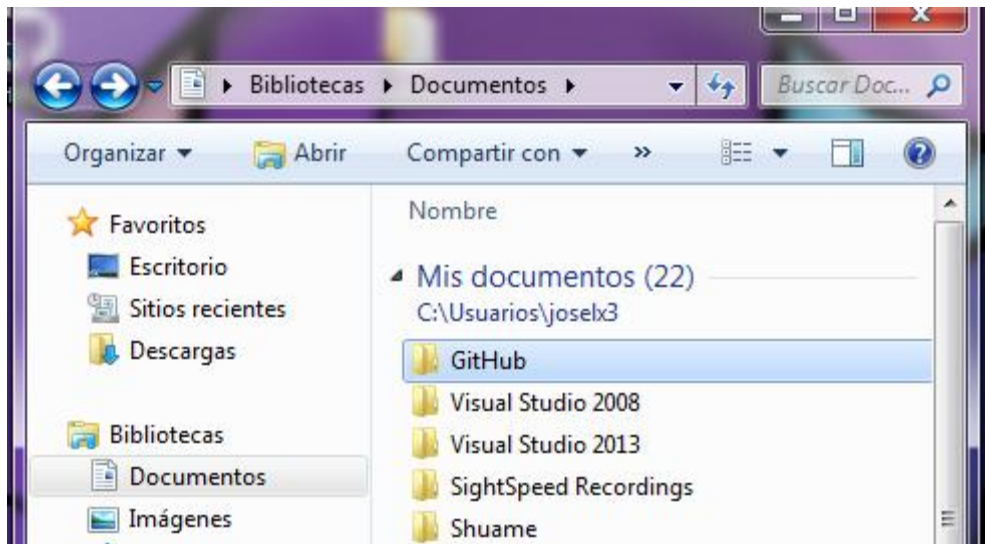 Bibliotecas Documentos Buscar Doc...
Organizar Abrir Compartir con »
Favoritos
Escritorio
Sitios recientes
Descargas
Bibliotecas
Documentos
Imágenes
Nombre
Mis documentos (22)
C:\Usuarios\joselx3
GitHub
Visual Studio 2008
Visual Studio 2013
SightSpeed Recordings
Shuame